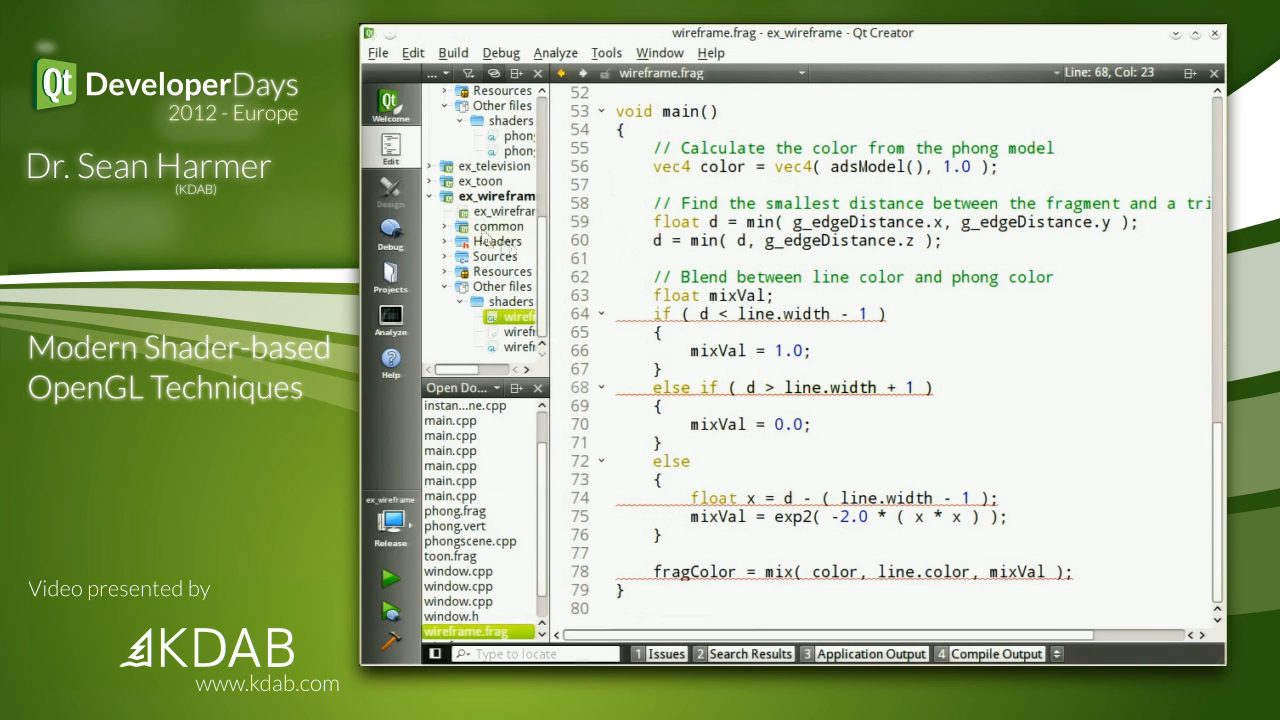 Qt DeveloperDays
2012 - Europe
Dr. Sean Harmer
(KDAB)
Modern Shader-based
OpenGL Techniques
Video presented by
KDAB
www.kdab.com
wireframe.frag - ex_wireframe - Qt Creator
File Edit Build Debug Analyze Tools Window Help
... wireframe.frag Line: 68, Col: 23
Qt
Welcome
Edit
Design
Debug
Projects
Analyze
Help
ex_wireframe
Release
Resources
Other files
shaders
phon
phon
ex_television
ex_toon
ex_wirefram
ex_wirefrar
common
Headers
Sources
Resources
Other files
shaders
wiref
wiref
wiref
Open Do...
instan...ne.cpp
main.cpp
main.cpp
main.cpp
main.cpp
main.cpp
main.cpp
phong.frag
phong.vert
phongscene.cpp
toon.frag
window.cpp
window.cpp
window.cpp
window.h
wireframe.frag
52
53 void main()
54 {
55 // Calculate the color from the phong model
56 vec4 color = vec4( adsModel(), 1.0 );
57
58 // Find the smallest distance between the fragment and a tri
59 float d = min( g_edgeDistance.x, g_edgeDistance.y );
60 d = min( d, g_edgeDistance.z );
61
62 // Blend between line color and phong color
63 float mixVal;
64 if ( d < line.width - 1 )
65 {
66 mixVal = 1.0;
67 }
68 else if ( d > line.width + 1 )
69 {
70 mixVal = 0.0;
71 }
72 else
73 {
74 float x = d - ( line.width - 1 );
75 mixVal = exp2( -2.0 * ( x * x ) );
76 }
77
78 fragColor = mix( color, line.color, mixVal );
79 }
80
Type to locate 1 Issues 2 Search Results 3 Application Output 4 Compile Output